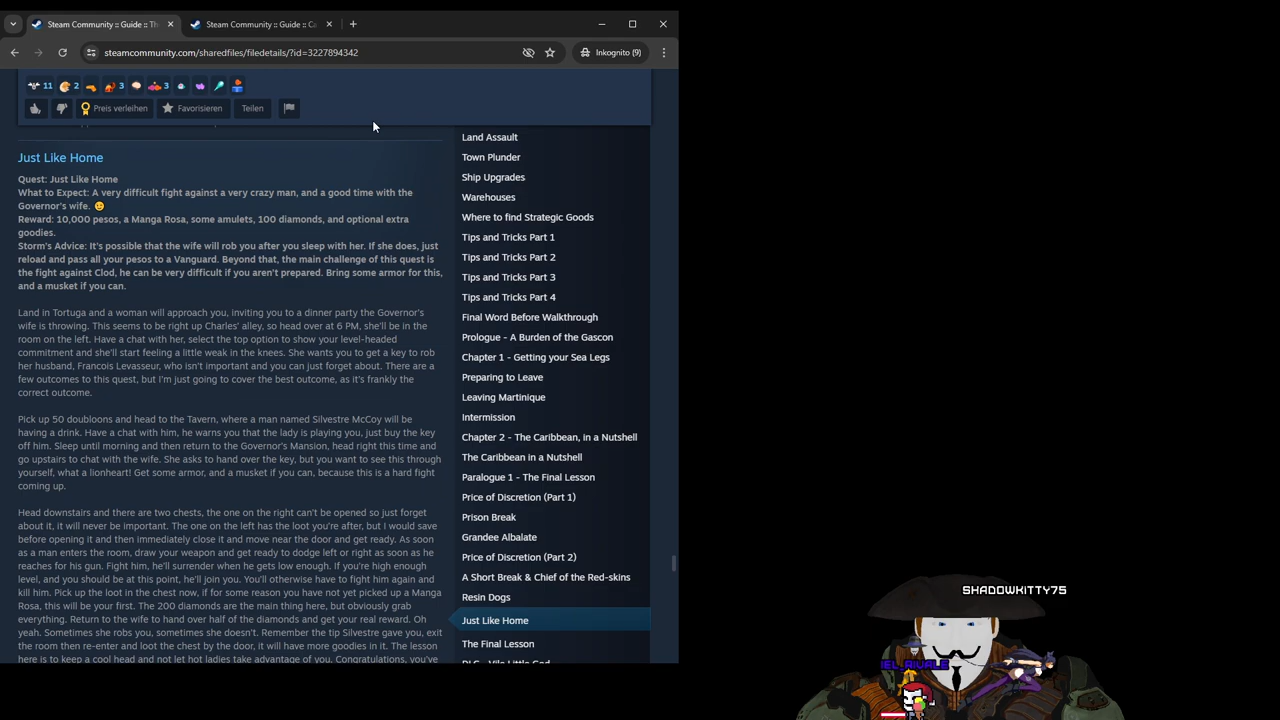 Steam Community :: Guide :: Th
Steam Community :: Guide :: Ca
steamcommunity.com/sharedfiles/filedetails/?id=3227894342
Inkognito (9)
11
2
3
3
Preis verleihen
Favorisieren
Teilen
Just Like Home
Quest: Just Like Home
What to Expect: A very difficult fight against a very crazy man, and a good time with the
Governor's wife. 😉
Reward: 10,000 pesos, a Manga Rosa, some amulets, 100 diamonds, and optional extra
goodies.
Storm's Advice: It's possible that the wife will rob you after you sleep with her. If she does, just
reload and pass all your pesos to a Vanguard. Beyond that, the main challenge of this quest is
the fight against Clod, he can be very difficult if you aren't prepared. Bring some armor for this,
and a musket if you can.
Land in Tortuga and a woman will approach you, inviting you to a dinner party the Governor's
wife is throwing. This seems to be right up Charles' alley, so head over at 6 PM, she'll be in the
room on the left. Have a chat with her, select the top option to show your level-headed
commitment and she'll start feeling a little weak in the knees. She wants you to get a key to rob
her husband, Francois Levasseur, who isn't important and you can just forget about. There are a
few outcomes to this quest, but I'm just going to cover the best outcome, as it's frankly the
correct outcome.
Pick up 50 doubloons and head to the Tavern, where a man named Silvestre McCoy will be
having a drink. Have a chat with him, he warns you that the lady is playing you, just buy the key
off him. Sleep until morning and then return to the Governor's Mansion, head right this time and
go upstairs to chat with the wife. She asks to hand over the key, but you want to see this through
yourself, what a lionheart! Get some armor, and a musket if you can, because this is a hard fight
coming up.
Head downstairs and there are two chests, the one on the right can't be opened so just forget
about it, it will never be important. The one on the left has the loot you're after, but I would save
before opening it and then immediately close it and move near the door and get ready. As soon
as a man enters the room, draw your weapon and get ready to dodge left or right as soon as he
reaches for his gun. Fight him, he'll surrender when he gets low enough. If you're high enough
level, and you should be at this point, he'll join you. You'll otherwise have to fight him again and
kill him. Pick up the loot in the chest now, if for some reason you have not yet picked up a Manga
Rosa, this will be your first. The 200 diamonds are the main thing here, but obviously grab
everything. Return to the wife to hand over half of the diamonds and get your real reward. Oh
yeah. Sometimes she robs you, sometimes she doesn't. Remember the tip Silvestre gave you, exit
the room then re-enter and loot the chest by the door, it will have more goodies in it. The lesson
here is to keep a cool head and not let hot ladies take advantage of you. Congratulations, you've
Land Assault
Town Plunder
Ship Upgrades
Warehouses
Where to find Strategic Goods
Tips and Tricks Part 1
Tips and Tricks Part 2
Tips and Tricks Part 3
Tips and Tricks Part 4
Final Word Before Walkthrough
Prologue - A Burden of the Gascon
Chapter 1 - Getting your Sea Legs
Preparing to Leave
Leaving Martinique
Intermission
Chapter 2 - The Caribbean, in a Nutshell
The Caribbean in a Nutshell
Paralogue 1 - The Final Lesson
Price of Discretion (Part 1)
Prison Break
Grandee Albalate
Price of Discretion (Part 2)
A Short Break & Chief of the Red-skins
Resin Dogs
Just Like Home
The Final Lesson
SHADOWKITTY75
IEL_RIVALE